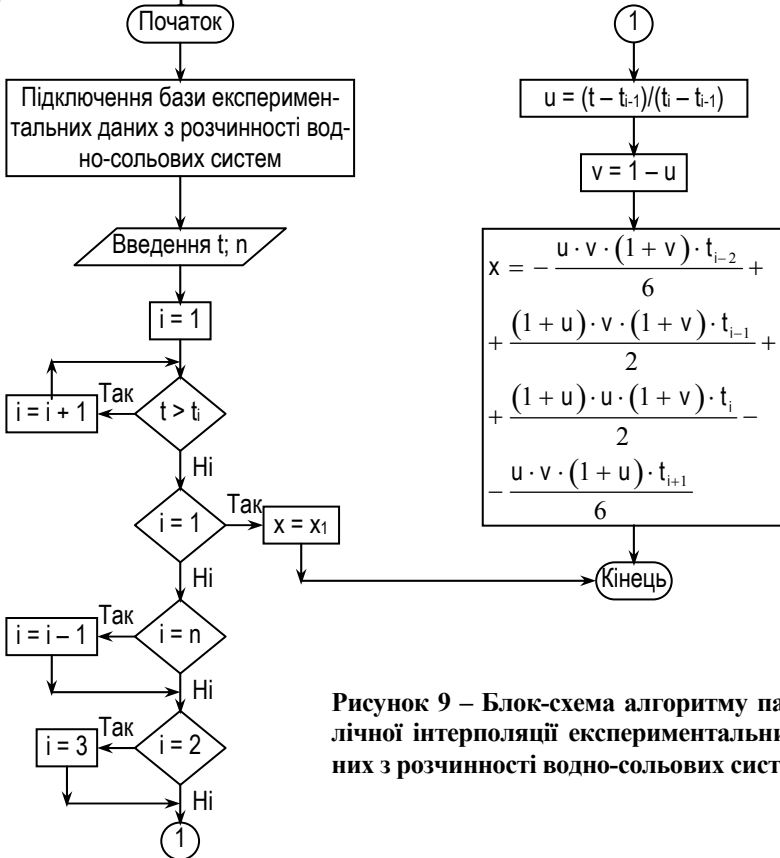 Початок
Підключення бази експеримен-
тальних даних з розчинності вод-
но-сольових систем
Введення t; n
i = 1
Так
i = i + 1
t > ti
Ні
Так
i = 1
x = x1
Ні
Так
i = i – 1
i = n
Ні
Так
i = 3
i = 2
Ні
1
1
u = (t – ti-1)/(ti – ti-1)
v = 1 – u
x = − u · v · (1 + v) · ti−2 / 6 +
+ (1 + u) · v · (1 + v) · ti−1 / 2 +
+ (1 + u) · u · (1 + v) · ti / 2 −
− u · v · (1 + u) · ti+1 / 6
Кінець
Рисунок 9 – Блок-схема алгоритму па
лічної інтерполяції експериментальни
них з розчинності водно-сольових сист